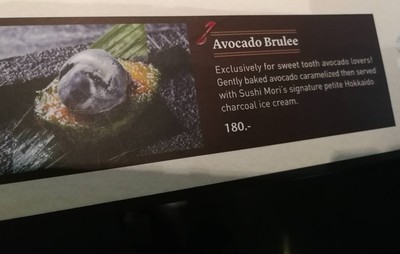 Avocado Brulee
Exclusively for sweet tooth avocado lovers!
Gently baked avocado caramelized then served
with Sushi Mori's signature petite Hokkaido
charcoal ice cream.
180.-